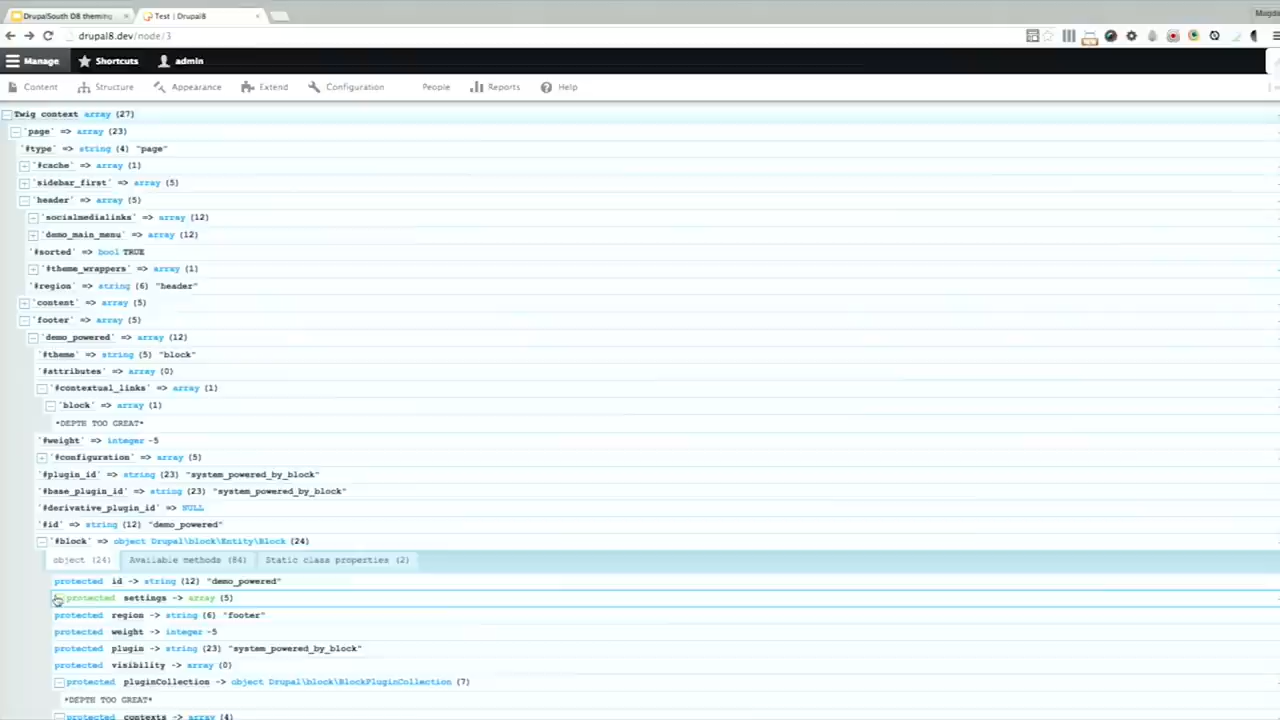 DrupalSouth D8 theming
Test | Drupal8
drupal8.dev/node/3
Manage Shortcuts admin
Content Structure Appearance Extend Configuration People Reports Help
Twig context array (27)
'page' => array (23)
'#type' => string (4) "page"
'#cache' => array (1)
'sidebar_first' => array (5)
'header' => array (5)
'socialmedialinks' => array (12)
'demo_main_menu' => array (12)
'#sorted' => bool TRUE
'#theme_wrappers' => array (1)
'#region' => string (6) "header"
'content' => array (5)
'footer' => array (5)
'demo_powered' => array (12)
'#theme' => string (5) "block"
'#attributes' => array (0)
'#contextual_links' => array (1)
'block' => array (1)
*DEPTH TOO GREAT*
'#weight' => integer -5
'#configuration' => array (5)
'#plugin_id' => string (23) "system_powered_by_block"
'#base_plugin_id' => string (23) "system_powered_by_block"
'#derivative_plugin_id' => NULL
'#id' => string (12) "demo_powered"
'#block' => object Drupal\block\Entity\Block (24)
object (24) Available methods (84) Static class properties (2)
protected id -> string (12) "demo_powered"
protected settings -> array (5)
protected region -> string (6) "footer"
protected weight -> integer -5
protected plugin -> string (23) "system_powered_by_block"
protected visibility -> array (0)
protected pluginCollection -> object Drupal\block\BlockPluginCollection (7)
*DEPTH TOO GREAT*
protected contexts -> array (4)